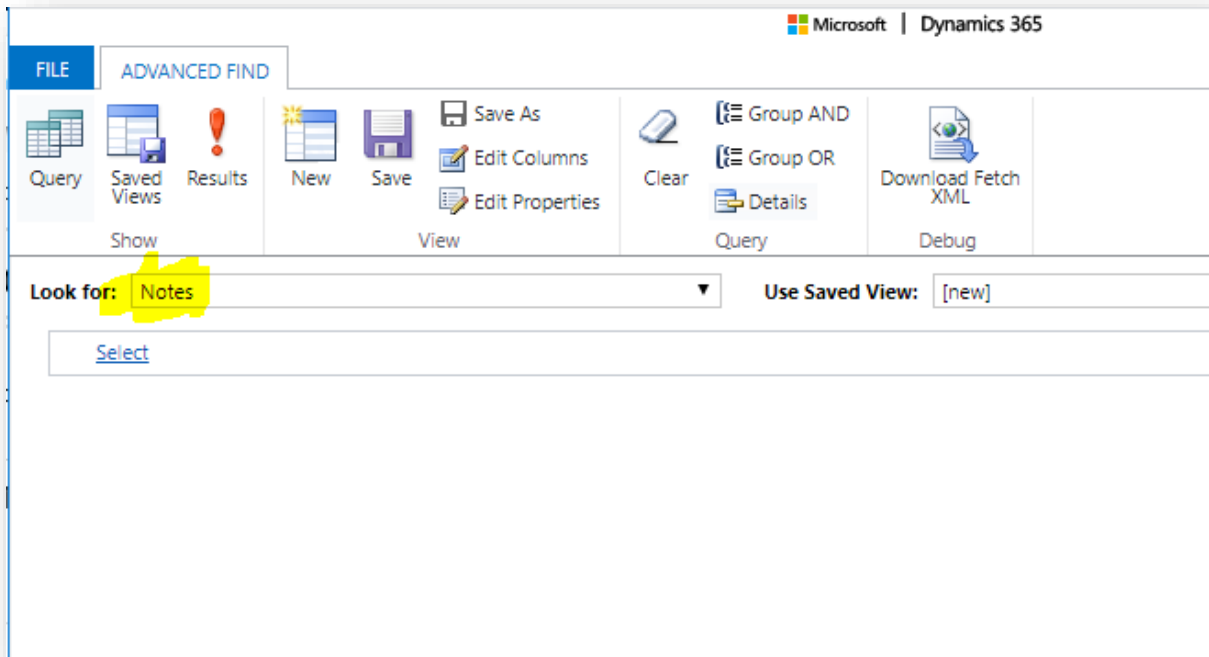 Microsoft | Dynamics 365
FILE
ADVANCED FIND
Query
Saved Views
Results
New
Save
Save As
Edit Columns
Edit Properties
Clear
Group AND
Group OR
Details
Download Fetch XML
Show
View
Query
Debug
Look for: Notes
Use Saved View: [new]
Select